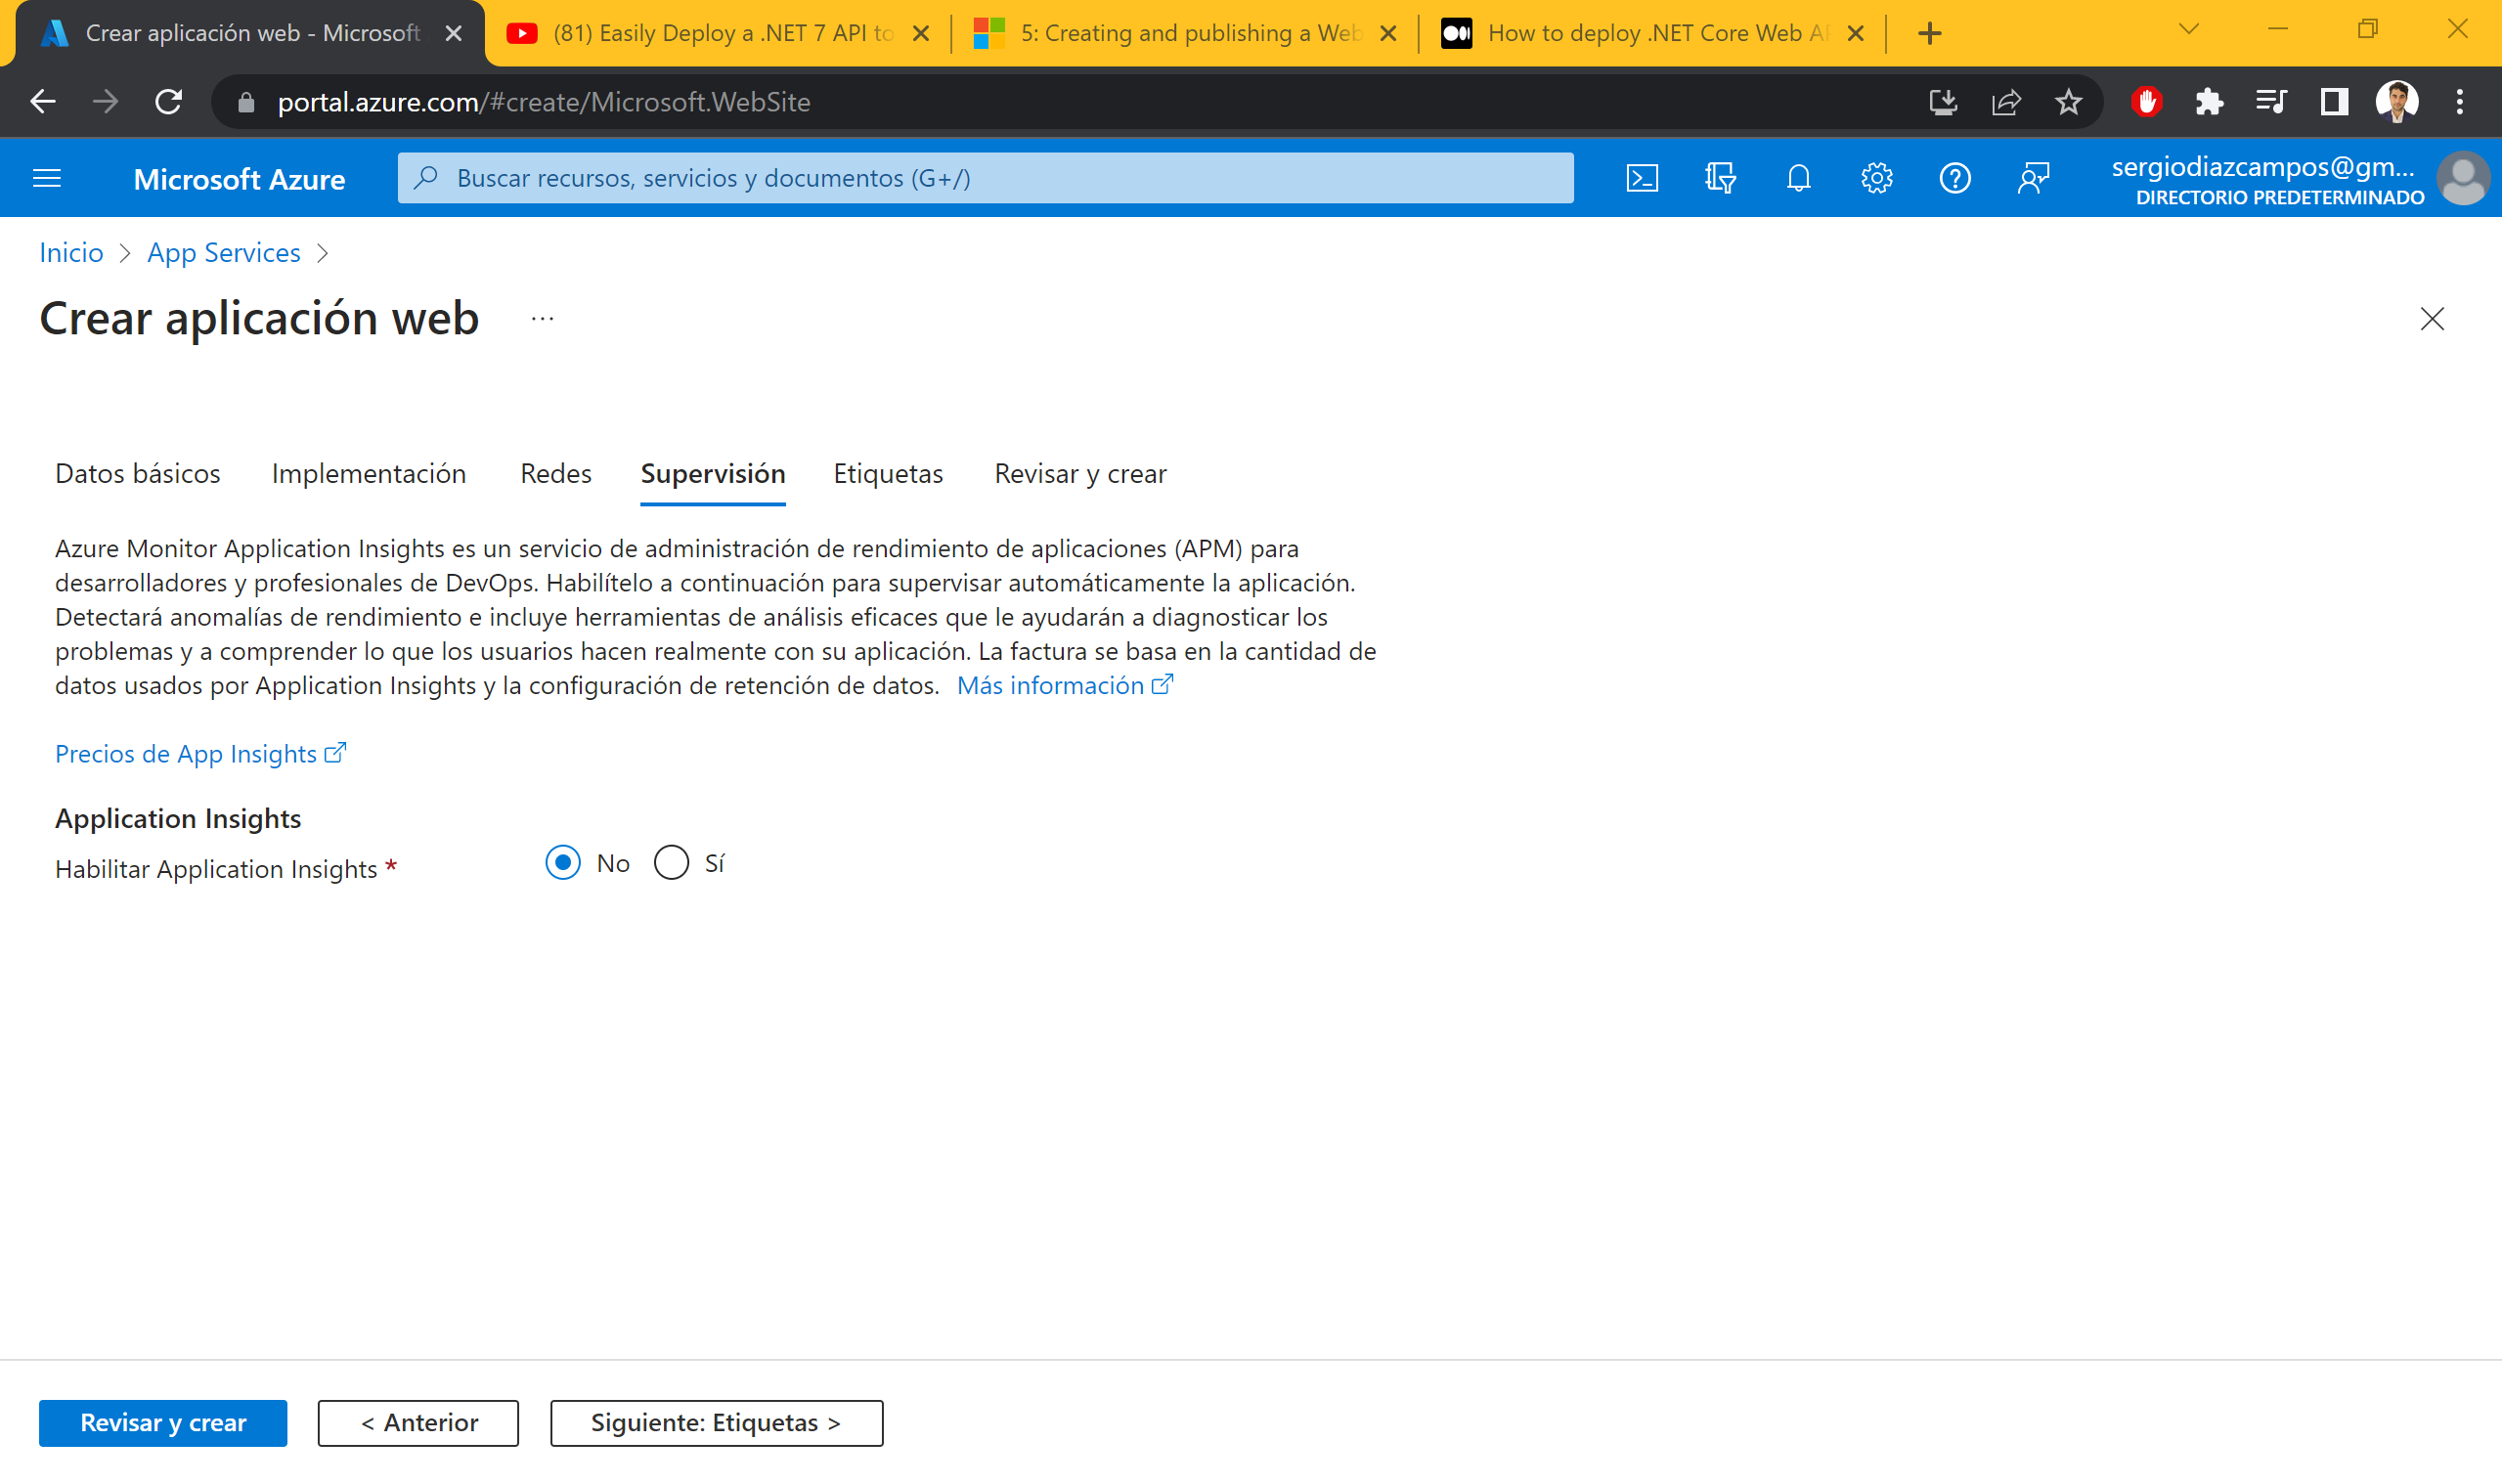 Crear aplicación web - Microsoft
(81) Easily Deploy a .NET 7 API to
5: Creating and publishing a Web
How to deploy .NET Core Web AP
portal.azure.com/#create/Microsoft.WebSite
Microsoft Azure
Buscar recursos, servicios y documentos (G+/)
sergiodiazcampos@gm...
DIRECTORIO PREDETERMINADO
Inicio > App Services >
Crear aplicación web ...
Datos básicos Implementación Redes Supervisión Etiquetas Revisar y crear
Azure Monitor Application Insights es un servicio de administración de rendimiento de aplicaciones (APM) para
desarrolladores y profesionales de DevOps. Habilítelo a continuación para supervisar automáticamente la aplicación.
Detectará anomalías de rendimiento e incluye herramientas de análisis eficaces que le ayudarán a diagnosticar los
problemas y a comprender lo que los usuarios hacen realmente con su aplicación. La factura se basa en la cantidad de
datos usados por Application Insights y la configuración de retención de datos. Más información
Precios de App Insights
Application Insights
Habilitar Application Insights * No Sí
Revisar y crear
< Anterior
Siguiente: Etiquetas >